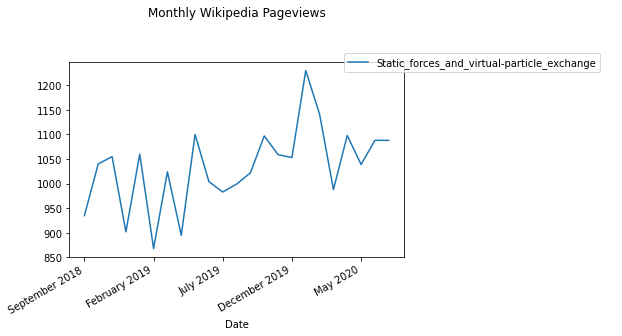 Monthly Wikipedia Pageviews
Static_forces_and_virtual-particle_exchange
1200
1150
1100
1050
1000
950
900
850
September 2018
February 2019
July 2019
December 2019
May 2020
Date